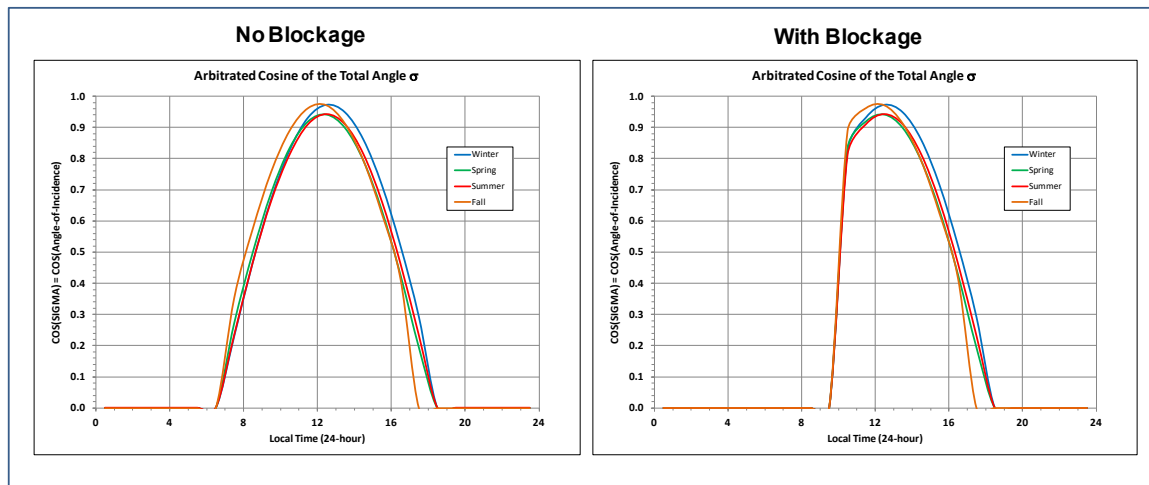 No Blockage
Arbitrated Cosine of the Total Angle σ
COS(SIGMA) = COS(Angle-of-Incidence)
1.0
0.9
0.8
0.7
0.6
0.5
0.4
0.3
0.2
0.1
0.0
Winter
Spring
Summer
Fall
0 4 8 12 16 20 24
Local Time (24-hour)
With Blockage
Arbitrated Cosine of the Total Angle σ
COS(SIGMA) = COS(Angle-of-Incidence)
1.0
0.9
0.8
0.7
0.6
0.5
0.4
0.3
0.2
0.1
0.0
Winter
Spring
Summer
Fall
0 4 8 12 16 20 24
Local Time (24-hour)